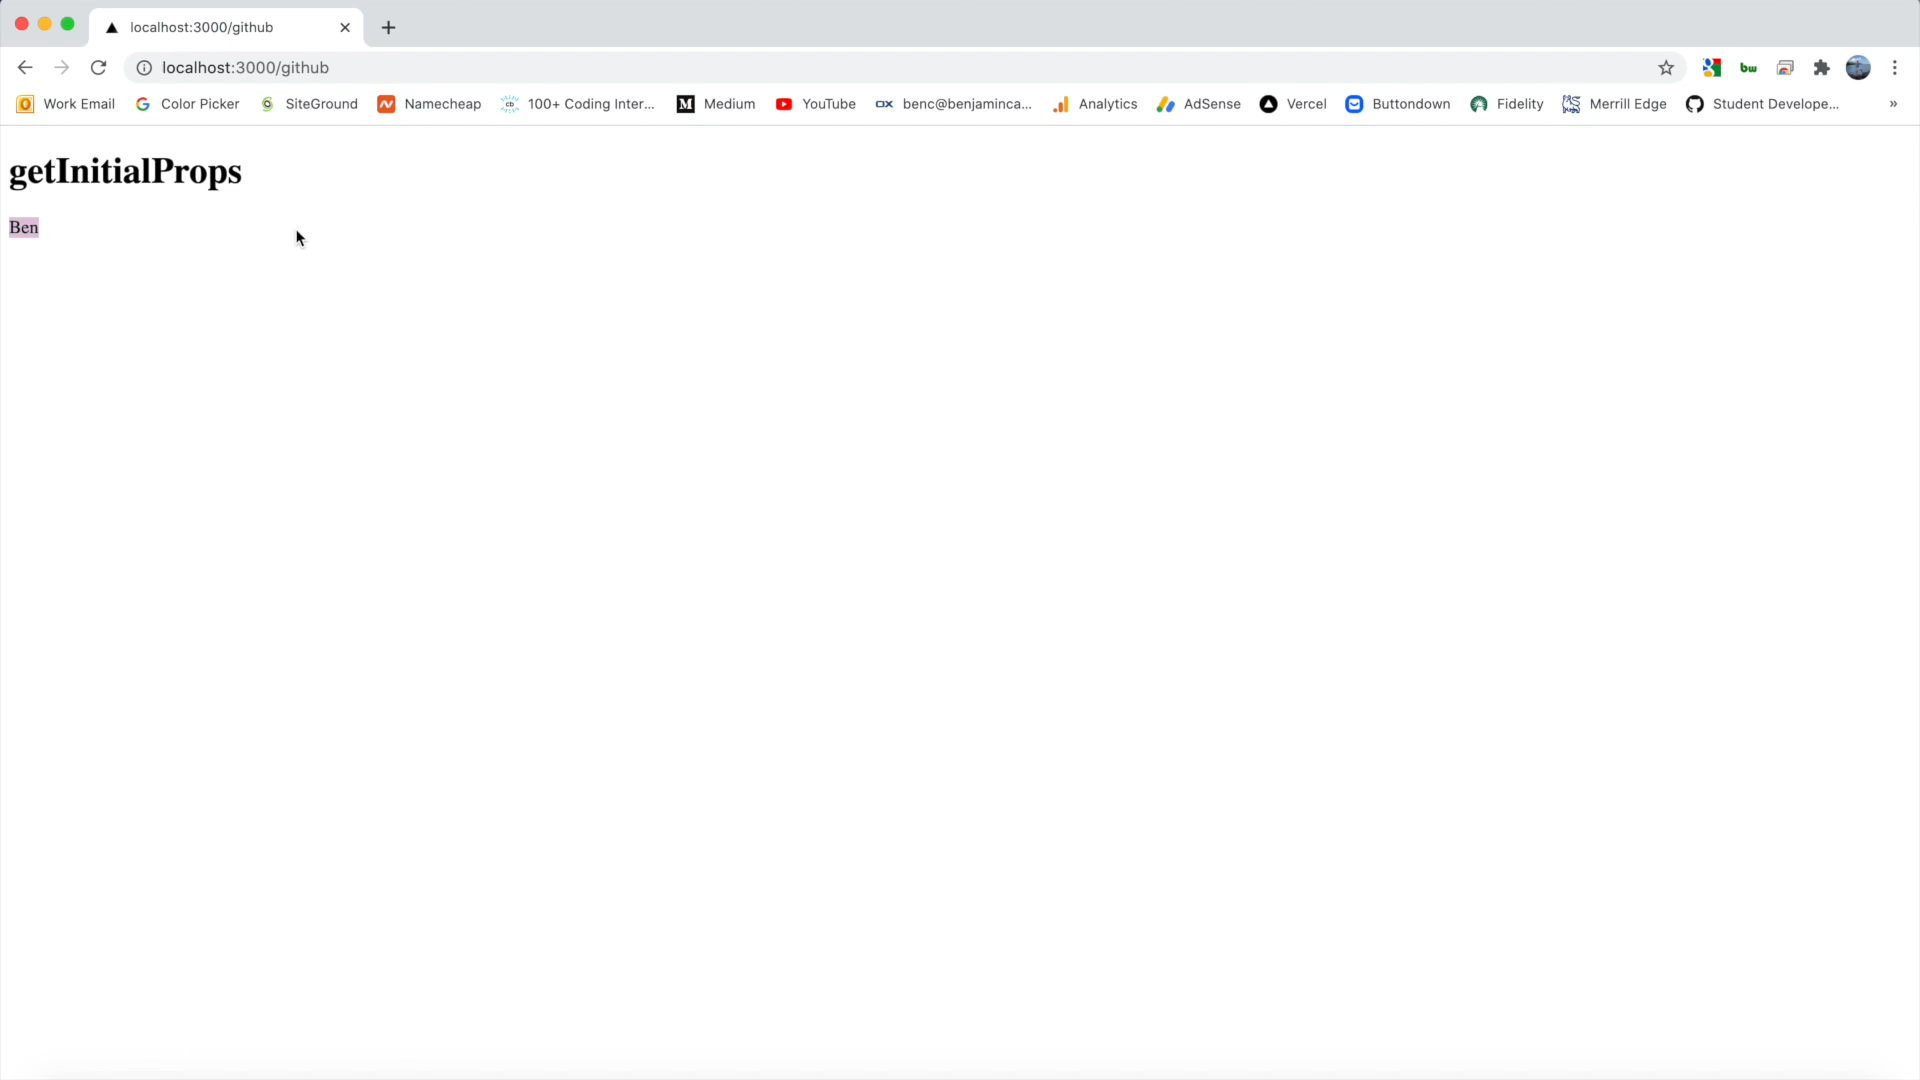 localhost:3000/github
localhost:3000/github
Work Email Color Picker SiteGround Namecheap 100+ Coding Inter... Medium YouTube benc@benjaminca... Analytics AdSense Vercel Buttondown Fidelity Merrill Edge Student Develope... »
getInitialProps
Ben